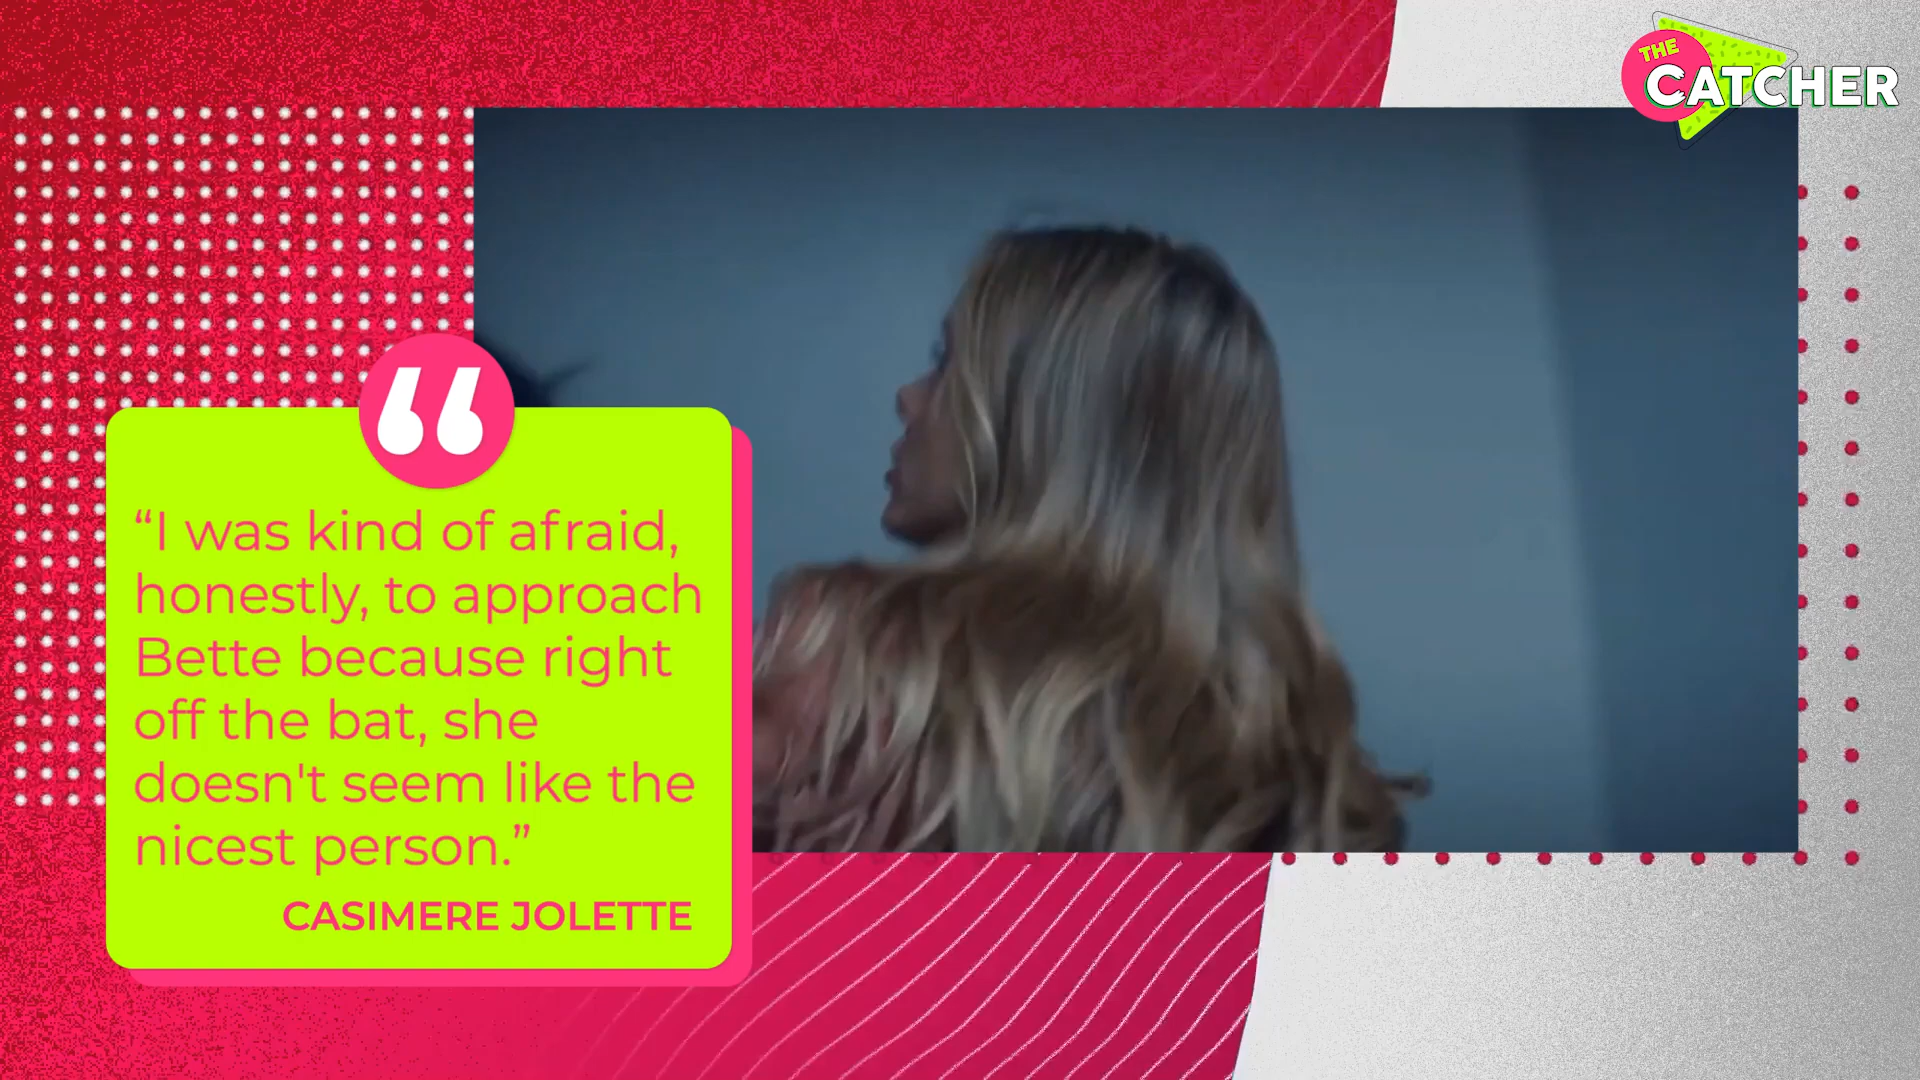 THE
CATCHER
“I was kind of afraid,
honestly, to approach
Bette because right
off the bat, she
doesn't seem like the
nicest person.”
CASIMERE JOLETTE